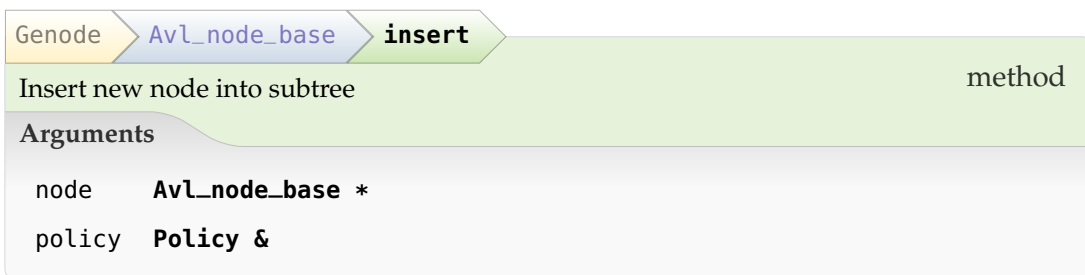 Genode Avl_node_base insert
method
Insert new node into subtree
Arguments
node Avl_node_base *
policy Policy &